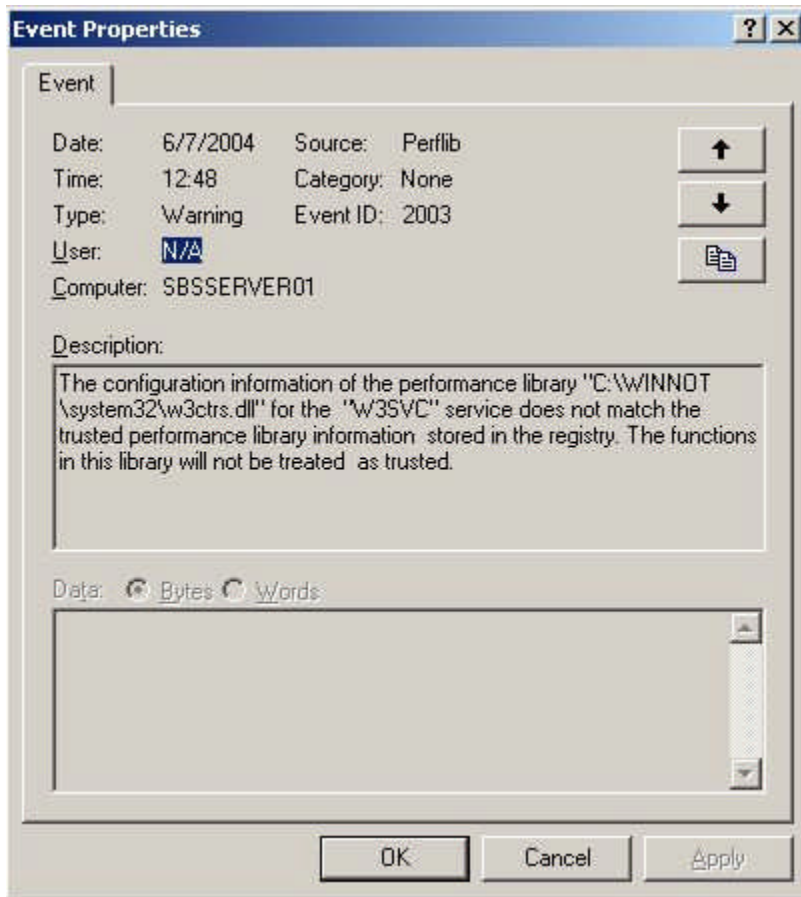 Event Properties
Event
Date: 6/7/2004 Source: Perflib
Time: 12:48 Category: None
Type: Warning Event ID: 2003
User: N/A
Computer: SBSSERVER01
Description:
The configuration information of the performance library "C:\WINNOT
\system32\w3ctrs.dll" for the "W3SVC" service does not match the
trusted performance library information stored in the registry. The functions
in this library will not be treated as trusted.
Data: Bytes Words
OK Cancel Apply